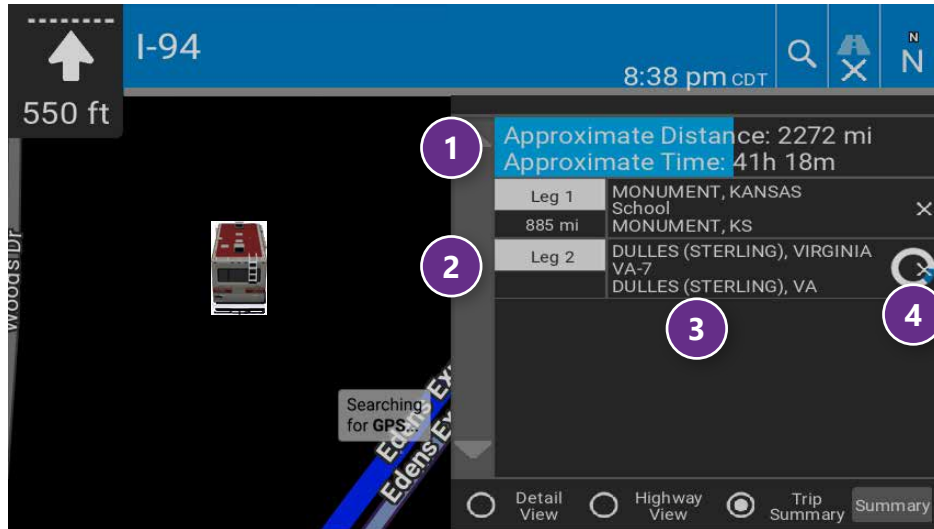 I-94
550 ft
8:38 pm CDT
N
N
Approximate Distance: 2272 mi
Approximate Time: 41h 18m
1
Leg 1
885 mi
MONUMENT, KANSAS
School
MONUMENT, KS
2
Leg 2
DULLES (STERLING), VIRGINIA
VA-7
DULLES (STERLING), VA
3
4
Woods Dr
Searching
for GPS...
Edens Ex
Edens Ex
Detail
View
Highway
View
Trip
Summary
Summary